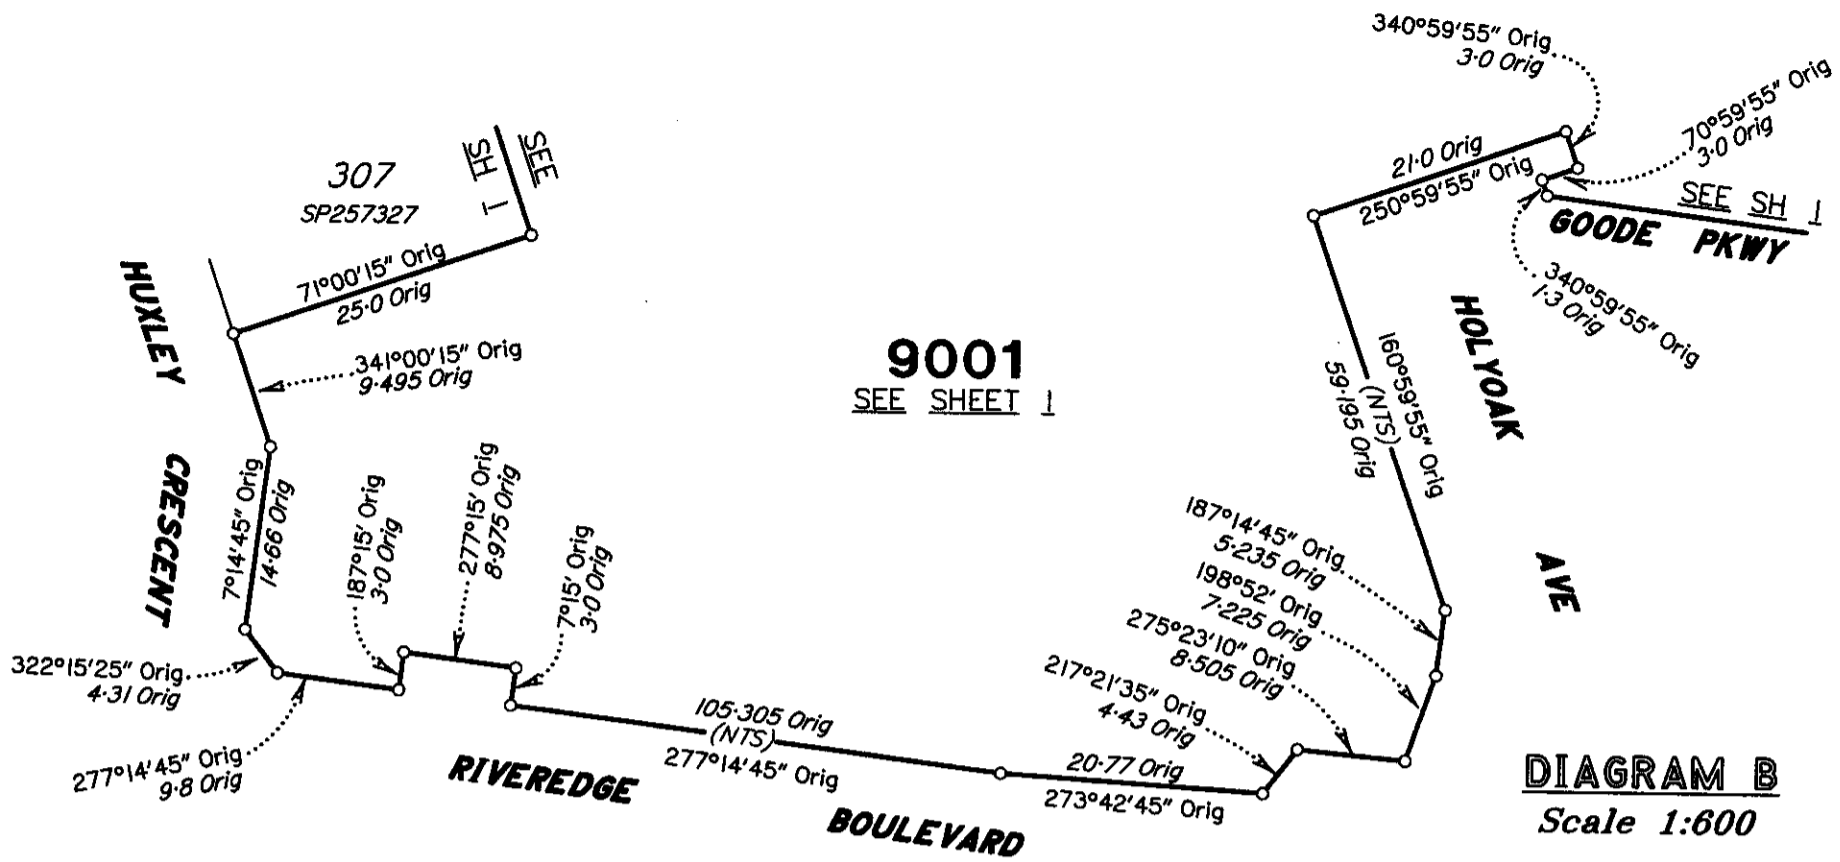 340°59'55" Orig
3·0 Orig
70°59'55" Orig
3·0 Orig
SEE
SH 1
307
SP257327
21·0 Orig
250°59'55" Orig
SEE SH 1
GOODE PKWY
71°00'15" Orig
25·0 Orig
HUXLEY
CRESCENT
341°00'15" Orig
9·495 Orig
340°59'55" Orig
1·3 Orig
HOLYOAK
AVE
9001
SEE SHEET 1
160°59'55" Orig
(NTS)
59·195 Orig
7°14'45" Orig
14·66 Orig
187°15' Orig
3·0 Orig
277°15' Orig
8·975 Orig
7°15' Orig
3·0 Orig
187°14'45" Orig
5·235 Orig
198°52' Orig
7·225 Orig
275°23'10" Orig
8·505 Orig
217°21'35" Orig
4·43 Orig
322°15'25" Orig
4·31 Orig
277°14'45" Orig
9·8 Orig
105·305 Orig
(NTS)
277°14'45" Orig
20·77 Orig
273°42'45" Orig
RIVEREDGE
BOULEVARD
DIAGRAM B
Scale 1:600